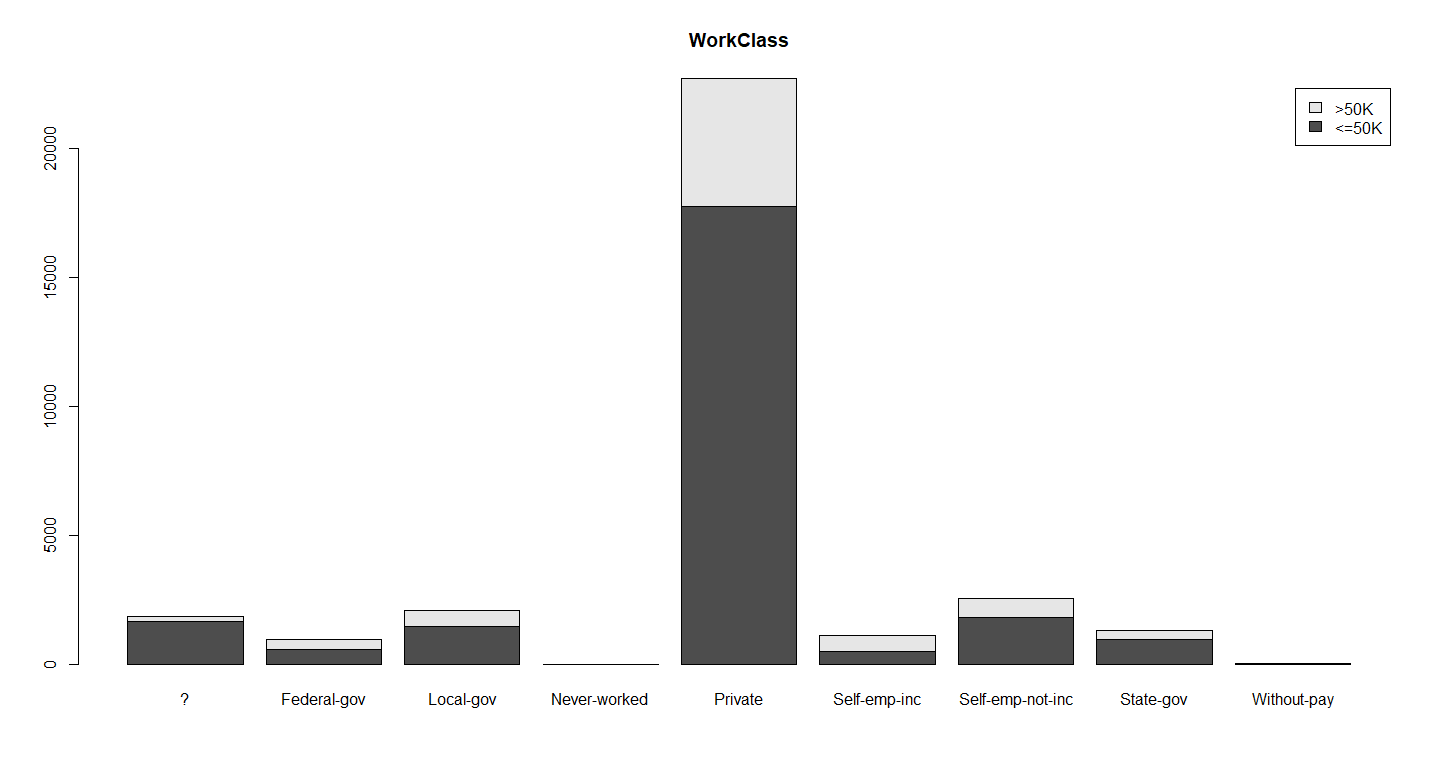 WorkClass
>50K
<=50K
20000
15000
10000
5000
0
? Federal-gov Local-gov Never-worked Private Self-emp-inc Self-emp-not-inc State-gov Without-pay